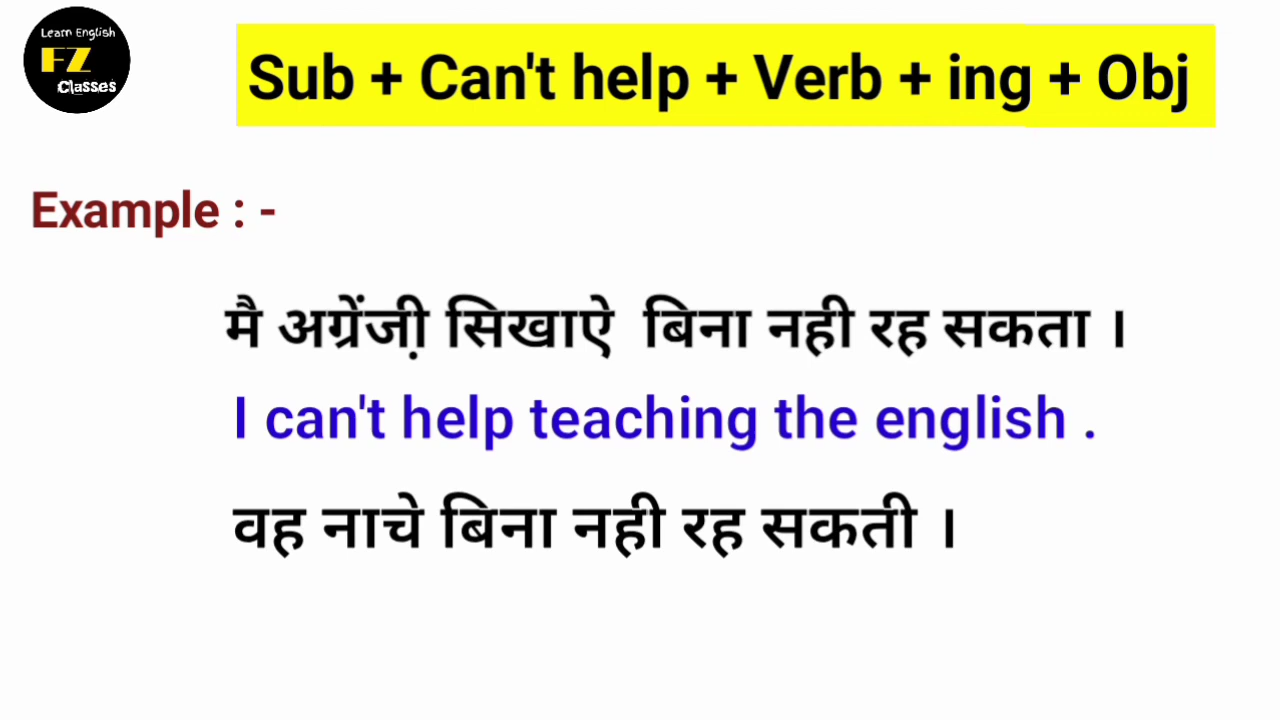 Learn English
FZ
Classes
Sub + Can't help + Verb + ing + Obj
Example : -
मै अग्रेंजी़ सिखाऐ बिना नही रह सकता ।
I can't help teaching the english .
वह नाचे बिना नही रह सकती ।